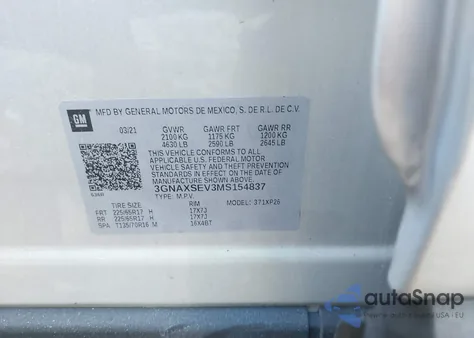 GM
MFD BY GENERAL MOTORS DE MEXICO, S. DE R.L. DE C.V.
03/21 GVWR GAWR FRT GAWR RR
2100 KG 1175 KG 1200 KG
4630 LB 2590 LB 2645 LB
THIS VEHICLE CONFORMS TO ALL
APPLICABLE U.S. FEDERAL MOTOR
VEHICLE SAFETY AND THEFT PREVENTION
STANDARDS IN EFFECT ON THE DATE OF
MANUFACTURE SHOWN ABOVE.
3GNAXSEV3MS154837
TYPE: M.P.V. MODEL: 371XP26
TIRE SIZE RIM
FRT 225/65R17 H 17X7J
RR 225/65R17 H 17X7J
SPA T135/70R16 M 16X4BT
autoSnap
USA EU